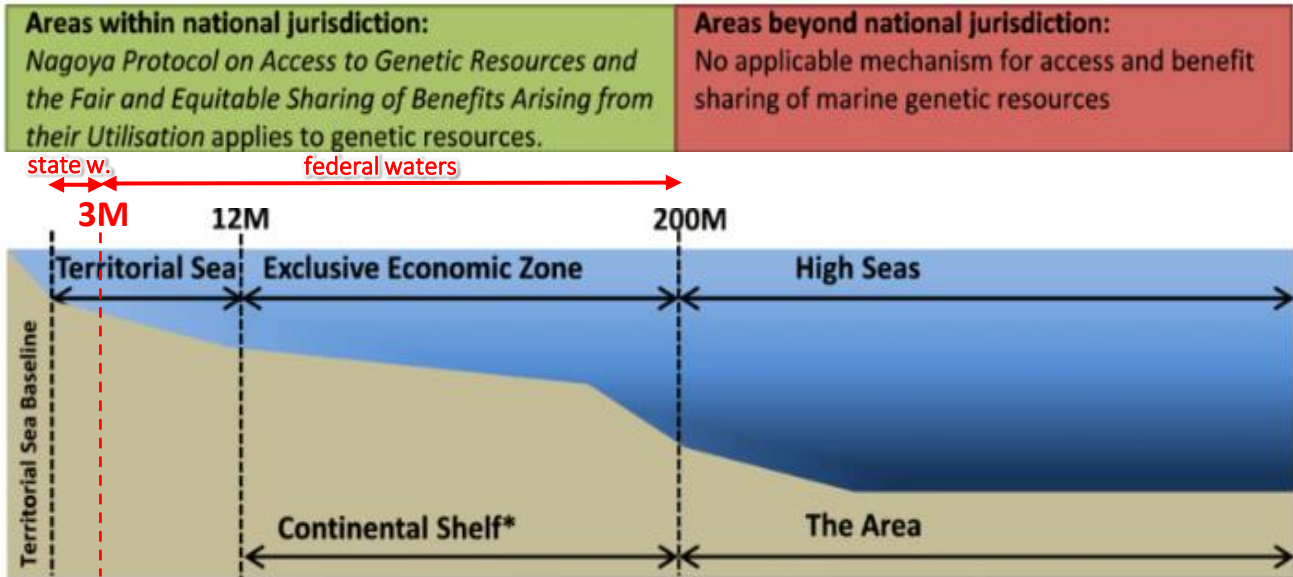 Areas within national jurisdiction:
Nagoya Protocol on Access to Genetic Resources and
the Fair and Equitable Sharing of Benefits Arising from
their Utilisation applies to genetic resources.
Areas beyond national jurisdiction:
No applicable mechanism for access and benefit
sharing of marine genetic resources
state w.
federal waters
3M
12M
200M
Territorial Sea
Exclusive Economic Zone
High Seas
Territorial Sea Baseline
Continental Shelf*
The Area